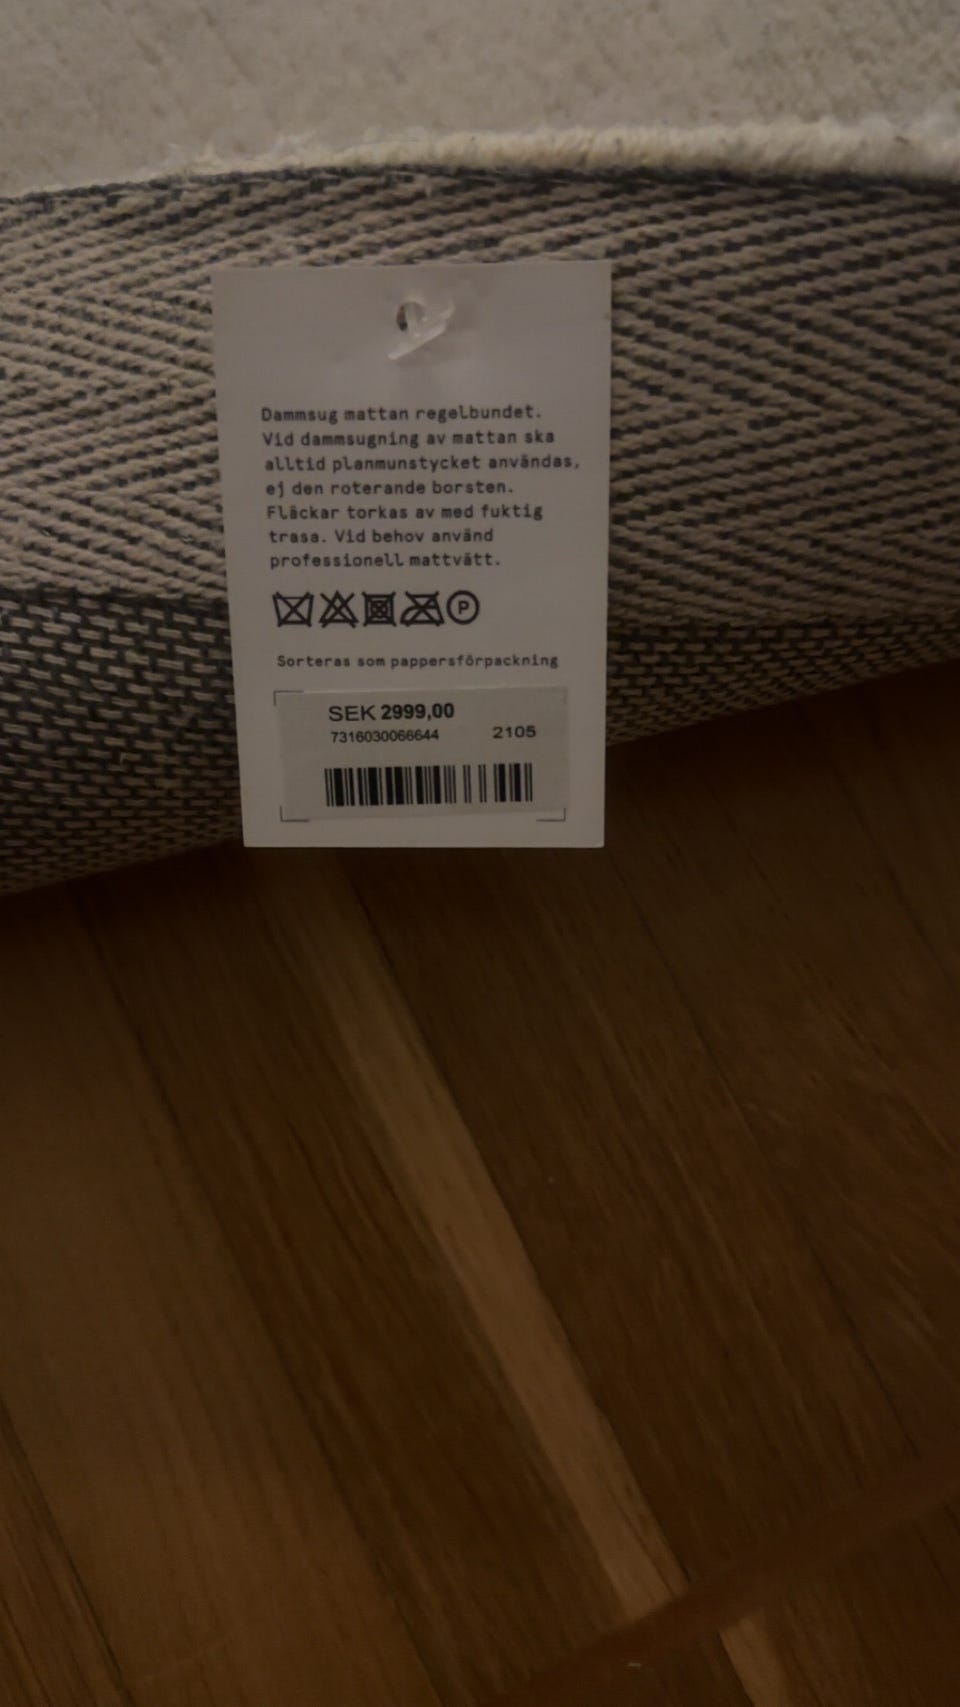 Dammsug mattan regelbundet.
Vid dammsugning av mattan ska
alltid planmunstycket användas,
ej den roterande borsten.
Fläckar torkas av med fuktig
trasa. Vid behov använd
professionell mattvätt.
P
Sorteras som pappersförpackning
SEK 2999,00
7316030066644 2105